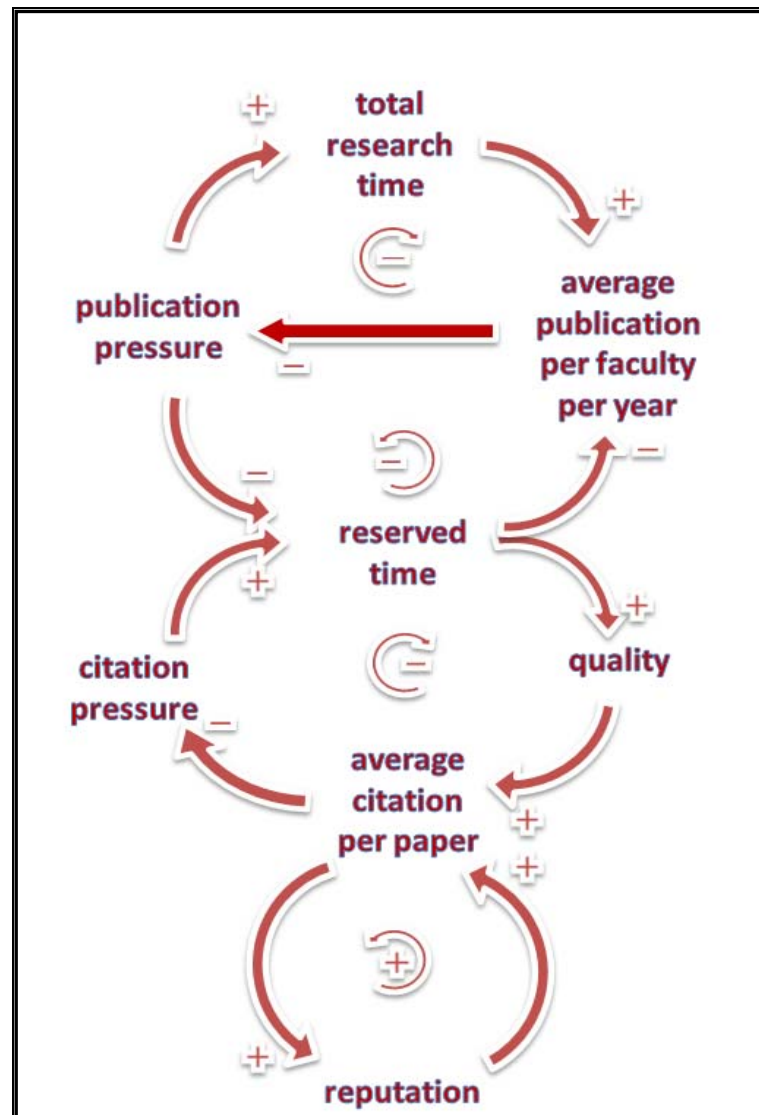 +
total
research
time
+
−
publication
pressure
average
publication
per faculty
per year
−
−
−
−
reserved
time
+
+
citation
pressure
−
quality
−
average
citation
per paper
+
+
+
+
reputation